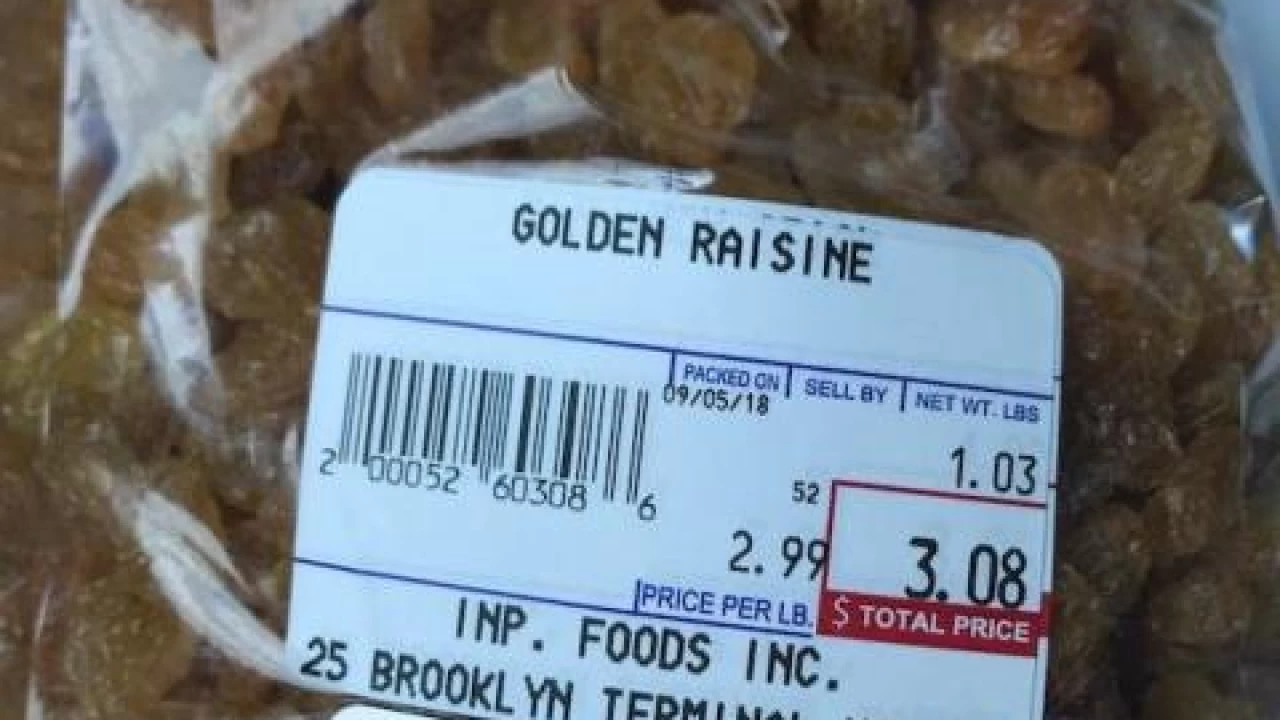 GOLDEN RAISINE
PACKED ON SELL BY NET WT. LBS
09/05/18
1.03
2 00052 60308 6
52
2.99 3.08
PRICE PER LB. $ TOTAL PRICE
INP. FOODS INC.
25 BROOKLYN TERMINAL